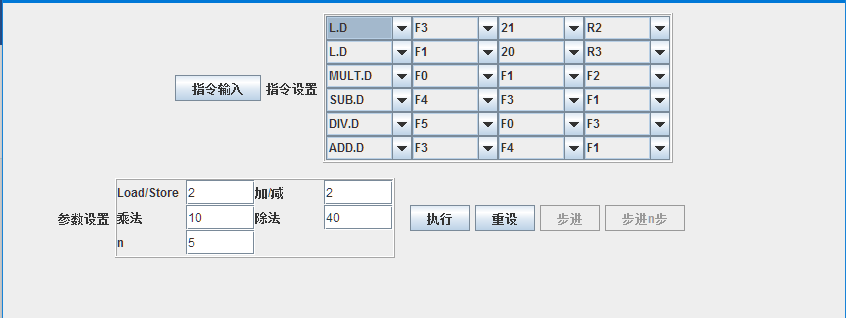 L.D F3 21 R2
L.D F1 20 R3
MULT.D F0 F1 F2
指令输入 指令设置
SUB.D F4 F3 F1
DIV.D F5 F0 F3
ADD.D F3 F4 F1
Load/Store 2 加/减 2
参数设置 乘法 10 除法 40 执行 重设 步进 步进n步
n 5